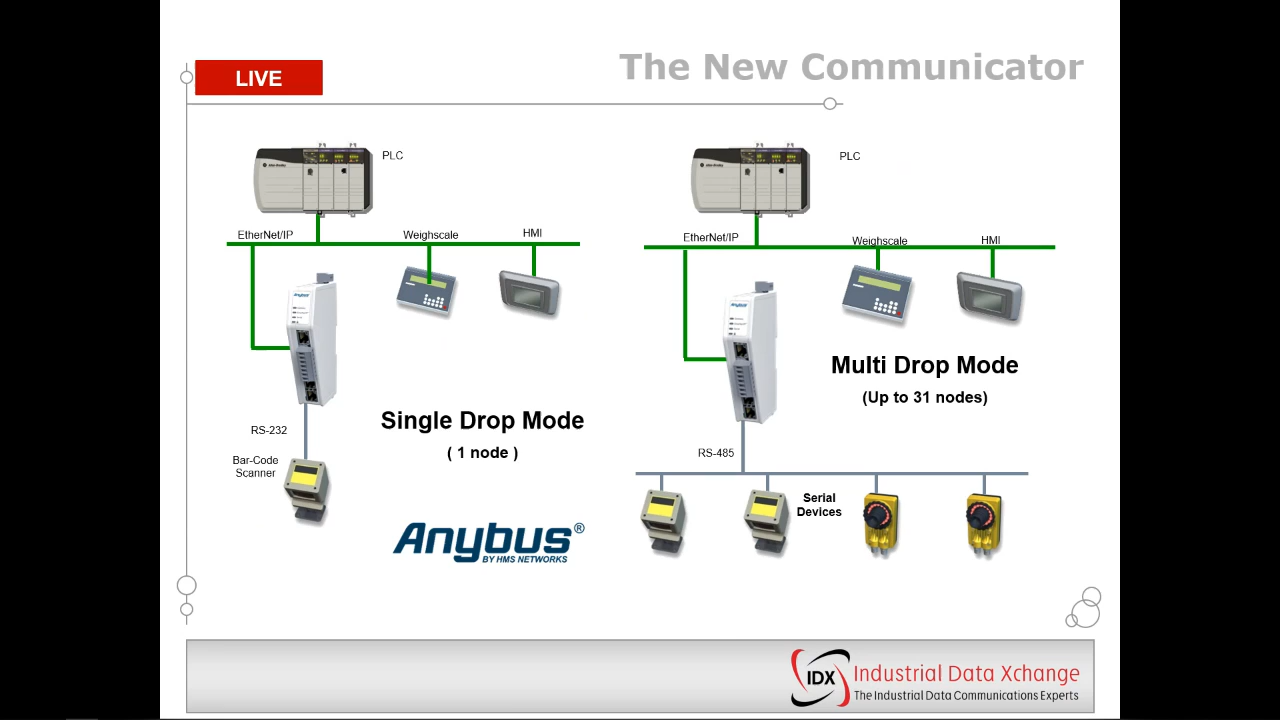 The New Communicator
LIVE
PLC
EtherNet/IP
Weighscale
HMI
Anybus
RS-232
Bar-Code
Scanner
Single Drop Mode
( 1 node )
PLC
EtherNet/IP
Weighscale
HMI
Anybus
Multi Drop Mode
(Up to 31 nodes)
RS-485
Serial
Devices
Anybus®
BY HMS NETWORKS
IDX
Industrial Data Xchange
The Industrial Data Communications Experts